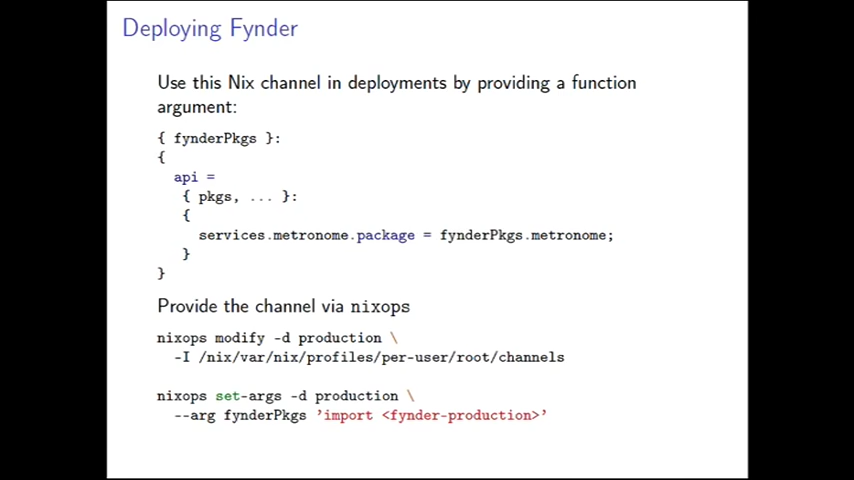 Deploying Fynder
Use this Nix channel in deployments by providing a function
argument:
{ fynderPkgs }:
{
api =
{ pkgs, ... }:
{
services.metronome.package = fynderPkgs.metronome;
}
}
Provide the channel via nixops
nixops modify -d production \
-I /nix/var/nix/profiles/per-user/root/channels
nixops set-args -d production \
--arg fynderPkgs 'import <fynder-production>'